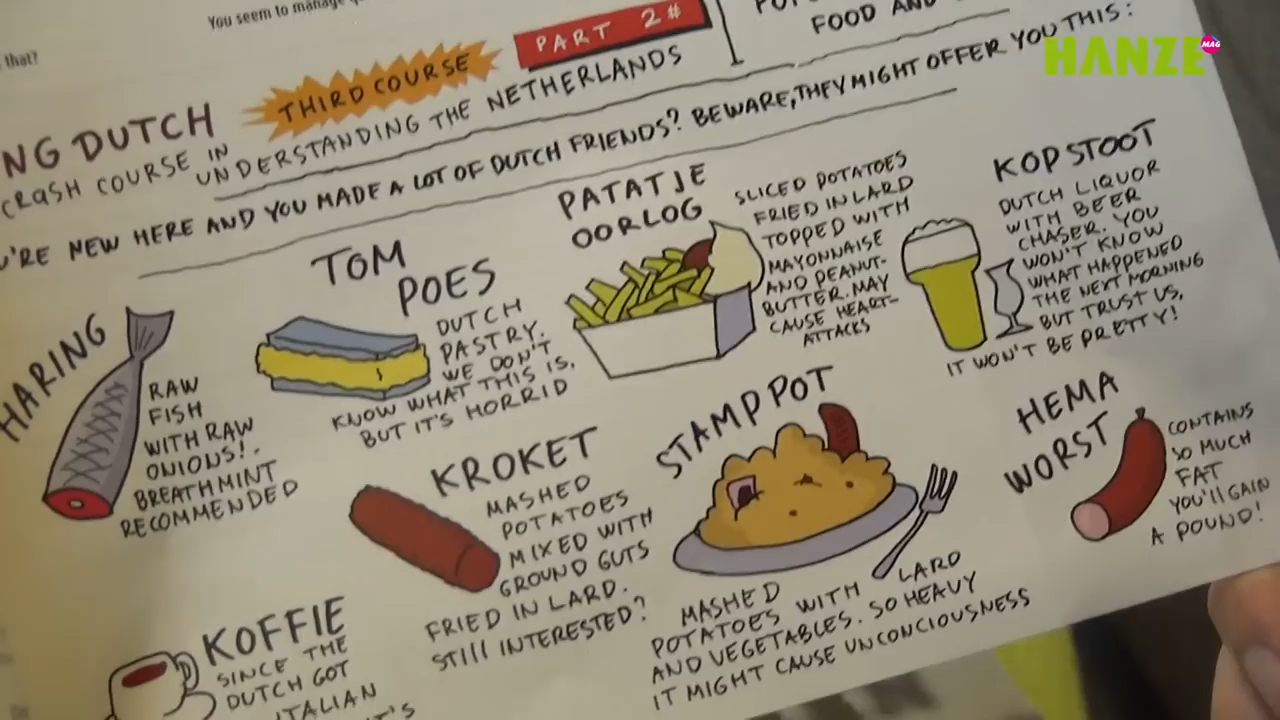 You seem to manage
that?
HANZE
MAG
PART 2#
FOOD AND
NG DUTCH
THIRD COURSE
CRASH COURSE IN
UNDERSTANDING THE NETHERLANDS
'RE NEW HERE AND YOU MADE A LOT OF DUTCH FRIENDS? BEWARE, THEY MIGHT OFFER YOU THIS:
HARING
RAW
FISH
WITH RAW
ONIONS!
BREATHMINT
RECOMMENDED
TOM
POES
DUTCH
PASTRY.
WE DON'T
KNOW WHAT THIS IS,
BUT IT'S HORRID
PATATJE
OORLOG
SLICED POTATOES
FRIED IN LARD
TOPPED WITH
MAYONNAISE
AND PEANUT-
BUTTER. MAY
CAUSE HEART-
ATTACKS
KOPSTOOT
DUTCH LIQUOR
WITH BEER
CHASER. YOU
WON'T KNOW
WHAT HAPPENED
THE NEXT MORNING
BUT TRUST US,
IT WON'T BE PRETTY!
KROKET
MASHED
POTATOES
MIXED WITH
GROUND GUTS
FRIED IN LARD.
STILL INTERESTED?
STAMPPOT
MASHED
POTATOES WITH LARD
AND VEGETABLES. SO HEAVY
IT MIGHT CAUSE UNCONCIOUSNESS
HEMA
WORST
CONTAINS
SO MUCH
FAT
YOU'LL GAIN
A POUND!
KOFFIE
SINCE THE
DUTCH GOT
ITALIAN